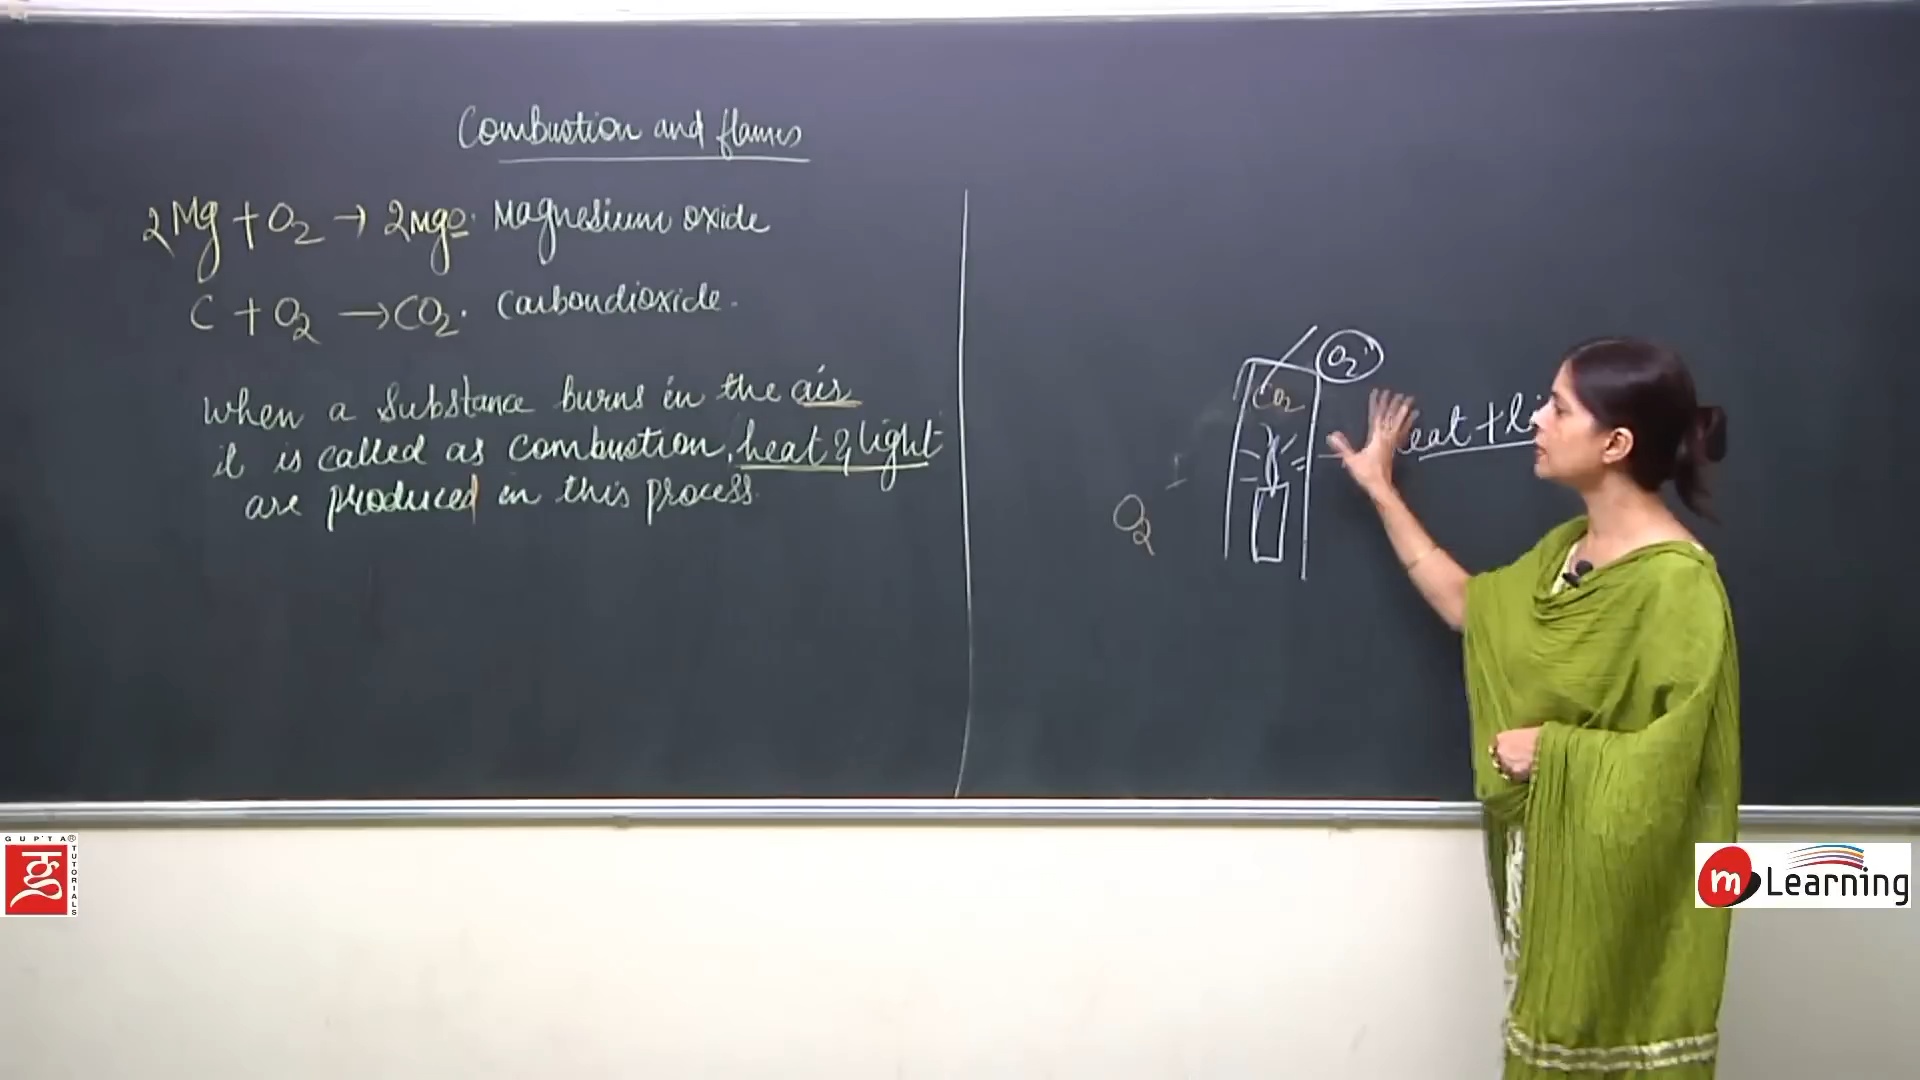 Combustion and flames
2Mg + O2 → 2MgO. Magnesium oxide
C + O2 → CO2. Carbondioxide.
When a substance burns in the air
it is called as combustion, heat & light
are produced in this process.
O2
CO2
heat + li
O2
GUPTA®
TUTORIALS
m Learning